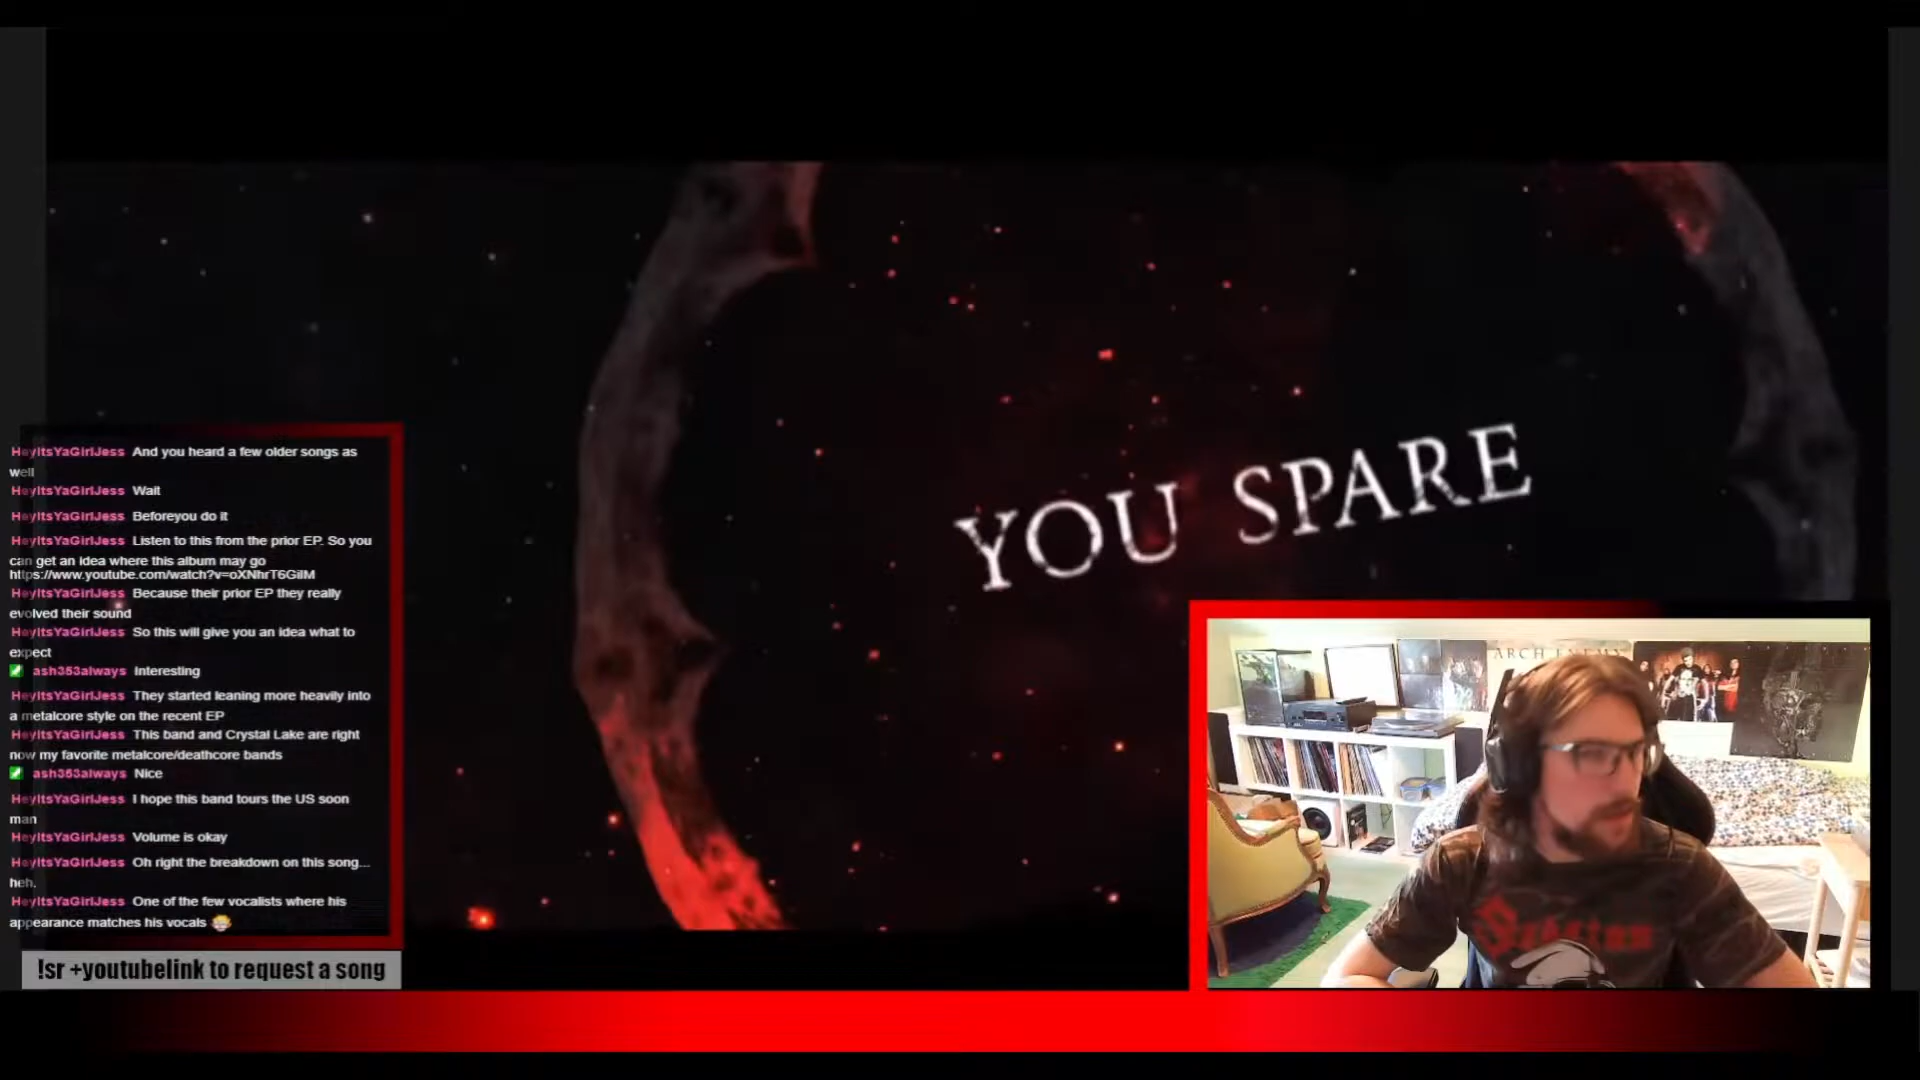 YOU SPARE
HeyItsYaGirlJess And you heard a few older songs as
well
HeyItsYaGirlJess Wait
HeyItsYaGirlJess Beforeyou do it
HeyItsYaGirlJess Listen to this from the prior EP. So you
can get an idea where this album may go
https://www.youtube.com/watch?v=oXNhrT6GilM
HeyItsYaGirlJess Because their prior EP they really
evolved their sound
HeyItsYaGirlJess So this will give you an idea what to
expect
ash353always Interesting
HeyItsYaGirlJess They started leaning more heavily into
a metalcore style on the recent EP
HeyItsYaGirlJess This band and Crystal Lake are right
now my favorite metalcore/deathcore bands
ash353always Nice
HeyItsYaGirlJess I hope this band tours the US soon
man
HeyItsYaGirlJess Volume is okay
HeyItsYaGirlJess Oh right the breakdown on this song...
heh.
HeyItsYaGirlJess One of the few vocalists where his
appearance matches his vocals
!sr +youtubelink to request a song
ARCH ENEMY
Sabaton